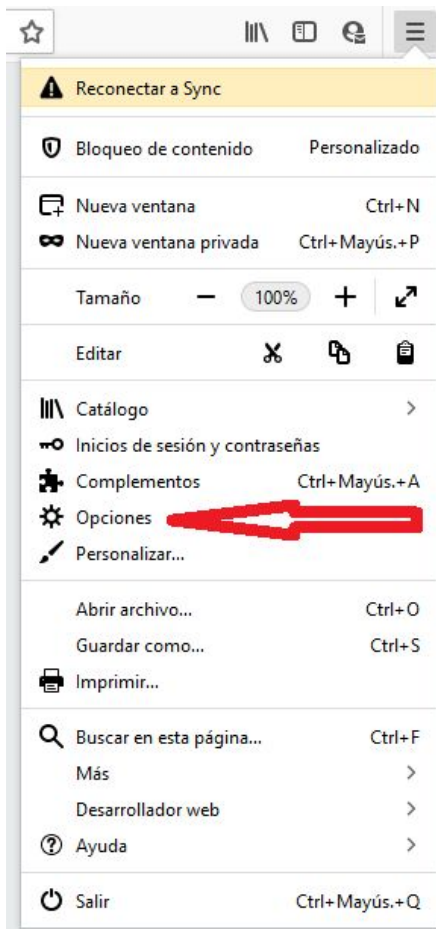 Reconectar a Sync
Bloqueo de contenido Personalizado
Nueva ventana Ctrl+N
Nueva ventana privada Ctrl+Mayús.+P
Tamaño 100%
Editar
Catálogo
Inicios de sesión y contraseñas
Complementos Ctrl+Mayús.+A
Opciones
Personalizar...
Abrir archivo... Ctrl+O
Guardar como... Ctrl+S
Imprimir...
Buscar en esta página... Ctrl+F
Más
Desarrollador web
Ayuda
Salir Ctrl+Mayús.+Q